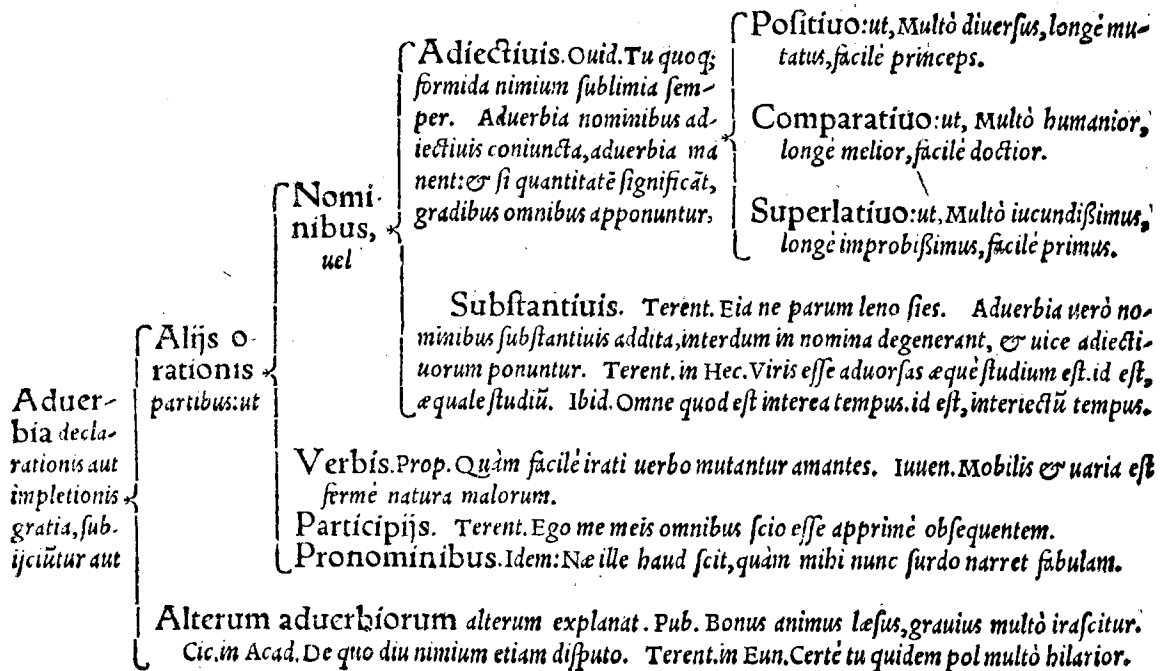 Aduer-
bia decla-
rationis aut
impletionis
gratia, ſub-
ijciũtur aut
Alijs o-
rationis
partibus: ut
Nomi-
nibus,
uel
Adiectiuis. Ouid. Tu quoq;
formida nimium ſublimia ſem-
per. Aduerbia nominibus ad-
iectiuis coniuncta, aduerbia ma
nent: & ſi quantitatẽ ſignificãt,
gradibus omnibus apponuntur,
Poſitiuo: ut, Multò diuerſus, longè mu-
tatus, facilè princeps.
Comparatiuo: ut, Multò humanior,
longè melior, facilè doctior.
Superlatiuo: ut, Multò iucundißimus,
longè improbißimus, facilè primus.
Subſtantiuis. Terent. Eia ne parum leno ſies. Aduerbia uerò no-
minibus ſubſtantiuis addita, interdum in nomina degenerant, & uice adiecti-
uorum ponuntur. Terent. in Hec. Viris eſſe aduorſas æquè ſtudium eſt. id eſt,
æquale ſtudiũ. Ibid. Omne quod eſt interea tempus. id eſt, interiectũ tempus.
Verbis. Prop. Quàm facilè irati uerbo mutantur amantes. Iuuen. Mobilis & uaria eſt
fermè natura malorum.
Participijs. Terent. Ego me meis omnibus ſcio eſſe apprimè obſequentem.
Pronominibus. Idem: Næ ille haud ſcit, quàm mihi nunc ſurdo narret fabulam.
Alterum aduerbiorum alterum explanat. Pub. Bonus animus læſus, grauius multò iraſcitur.
Cic. in Acad. De quo diu nimium etiam diſputo. Terent. in Eun. Certè tu quidem pol multò hilarior.